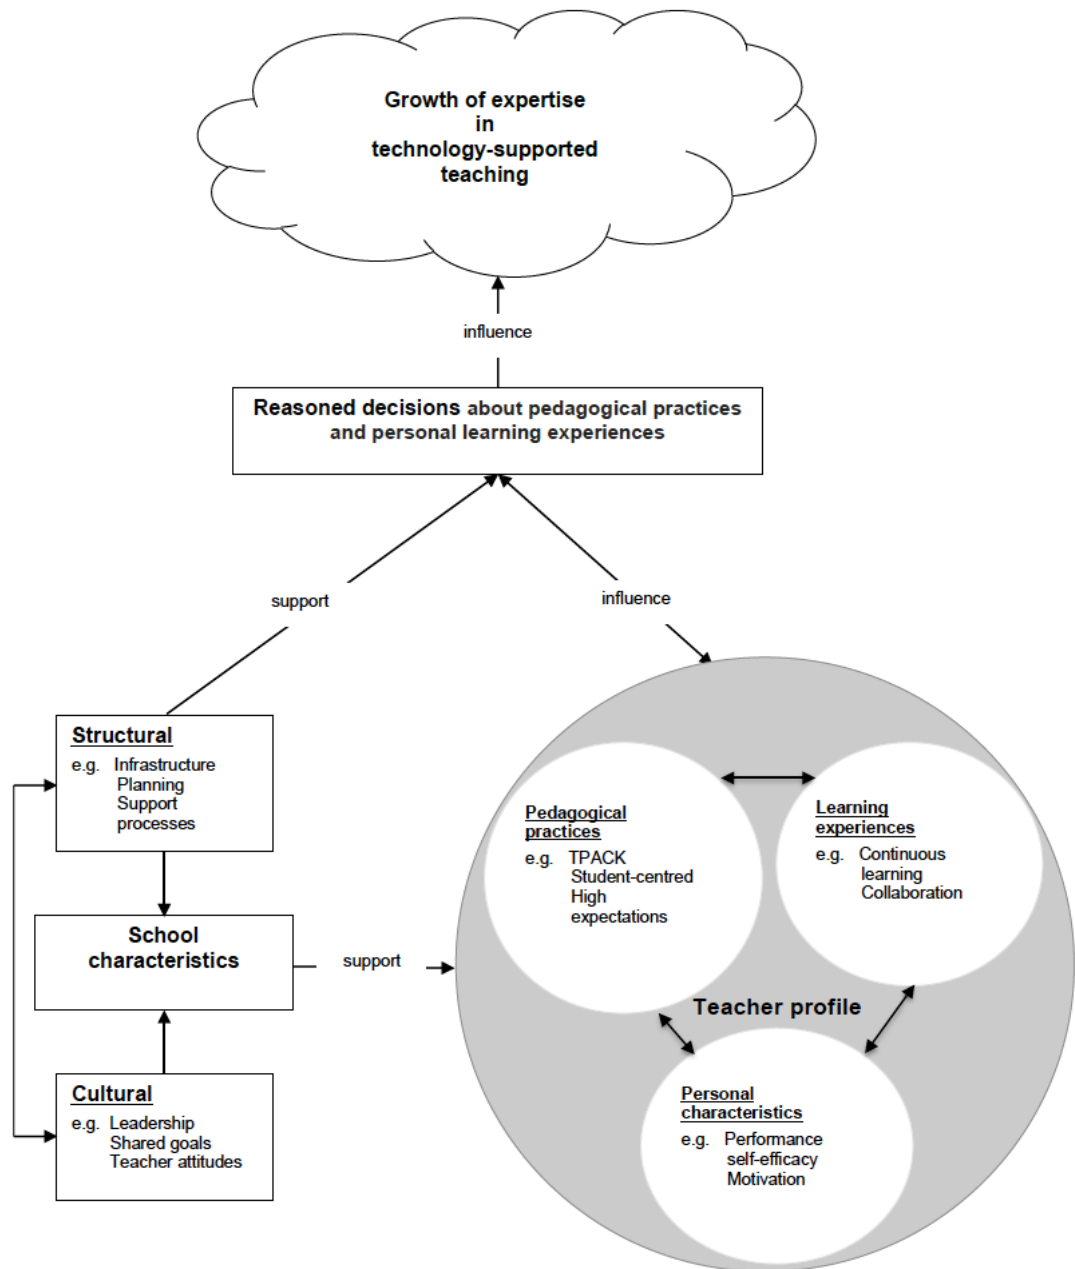 Growth of expertise
in
technology-supported
teaching
influence
Reasoned decisions about pedagogical practices
and personal learning experiences
support
influence
Structural
e.g. Infrastructure
Planning
Support
processes
School
characteristics
support
Cultural
e.g. Leadership
Shared goals
Teacher attitudes
Pedagogical
practices
e.g. TPACK
Student-centred
High
expectations
Learning
experiences
e.g. Continuous
learning
Collaboration
Teacher profile
Personal
characteristics
e.g. Performance
self-efficacy
Motivation